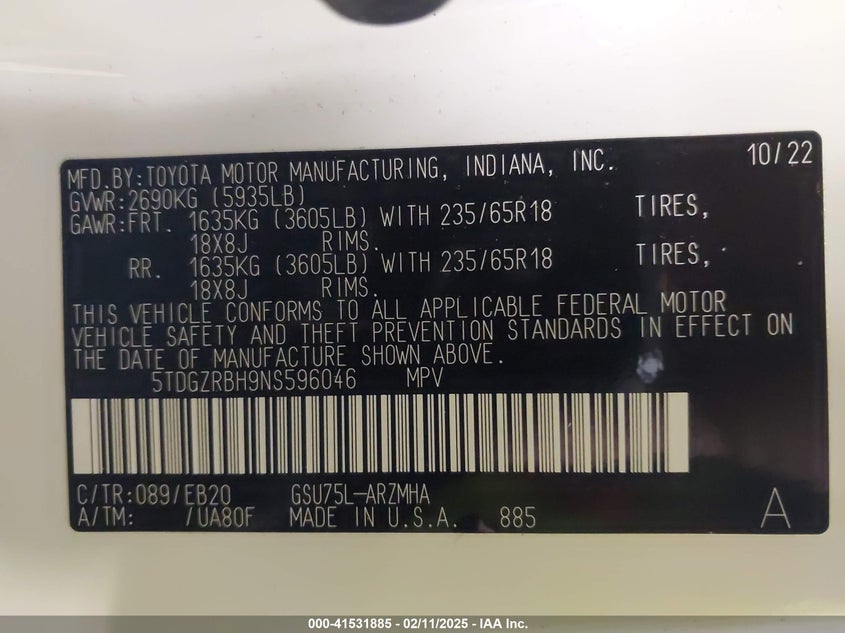 MFD.BY:TOYOTA MOTOR MANUFACTURING, INDIANA, INC. 10/22
GVWR:2690KG (5935LB)
GAWR:FRT. 1635KG (3605LB) WITH 235/65R18 TIRES,
18X8J RIMS.
RR. 1635KG (3605LB) WITH 235/65R18 TIRES,
18X8J RIMS.
THIS VEHICLE CONFORMS TO ALL APPLICABLE FEDERAL MOTOR
VEHICLE SAFETY AND THEFT PREVENTION STANDARDS IN EFFECT ON
THE DATE OF MANUFACTURE SHOWN ABOVE.
5TDGZRBH9NS596046 MPV
C/TR:089/EB20 GSU75L-ARZMHA
A/TM: /UA80F MADE IN U.S.A. 885 A
000-41531885 - 02/11/2025 - IAA Inc.